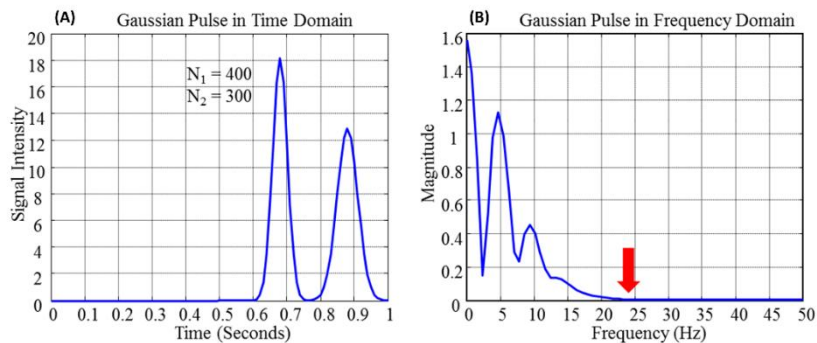 (A) Gaussian Pulse in Time Domain
20
18
16
14
12
10
8
6
4
2
0
Signal Intensity
N₁ = 400
N₂ = 300
0 0.1 0.2 0.3 0.4 0.5 0.6 0.7 0.8 0.9 1
Time (Seconds)
(B) Gaussian Pulse in Frequency Domain
1.6
1.4
1.2
1
0.8
0.6
0.4
0.2
0
Magnitude
0 5 10 15 20 25 30 35 40 45 50
Frequency (Hz)